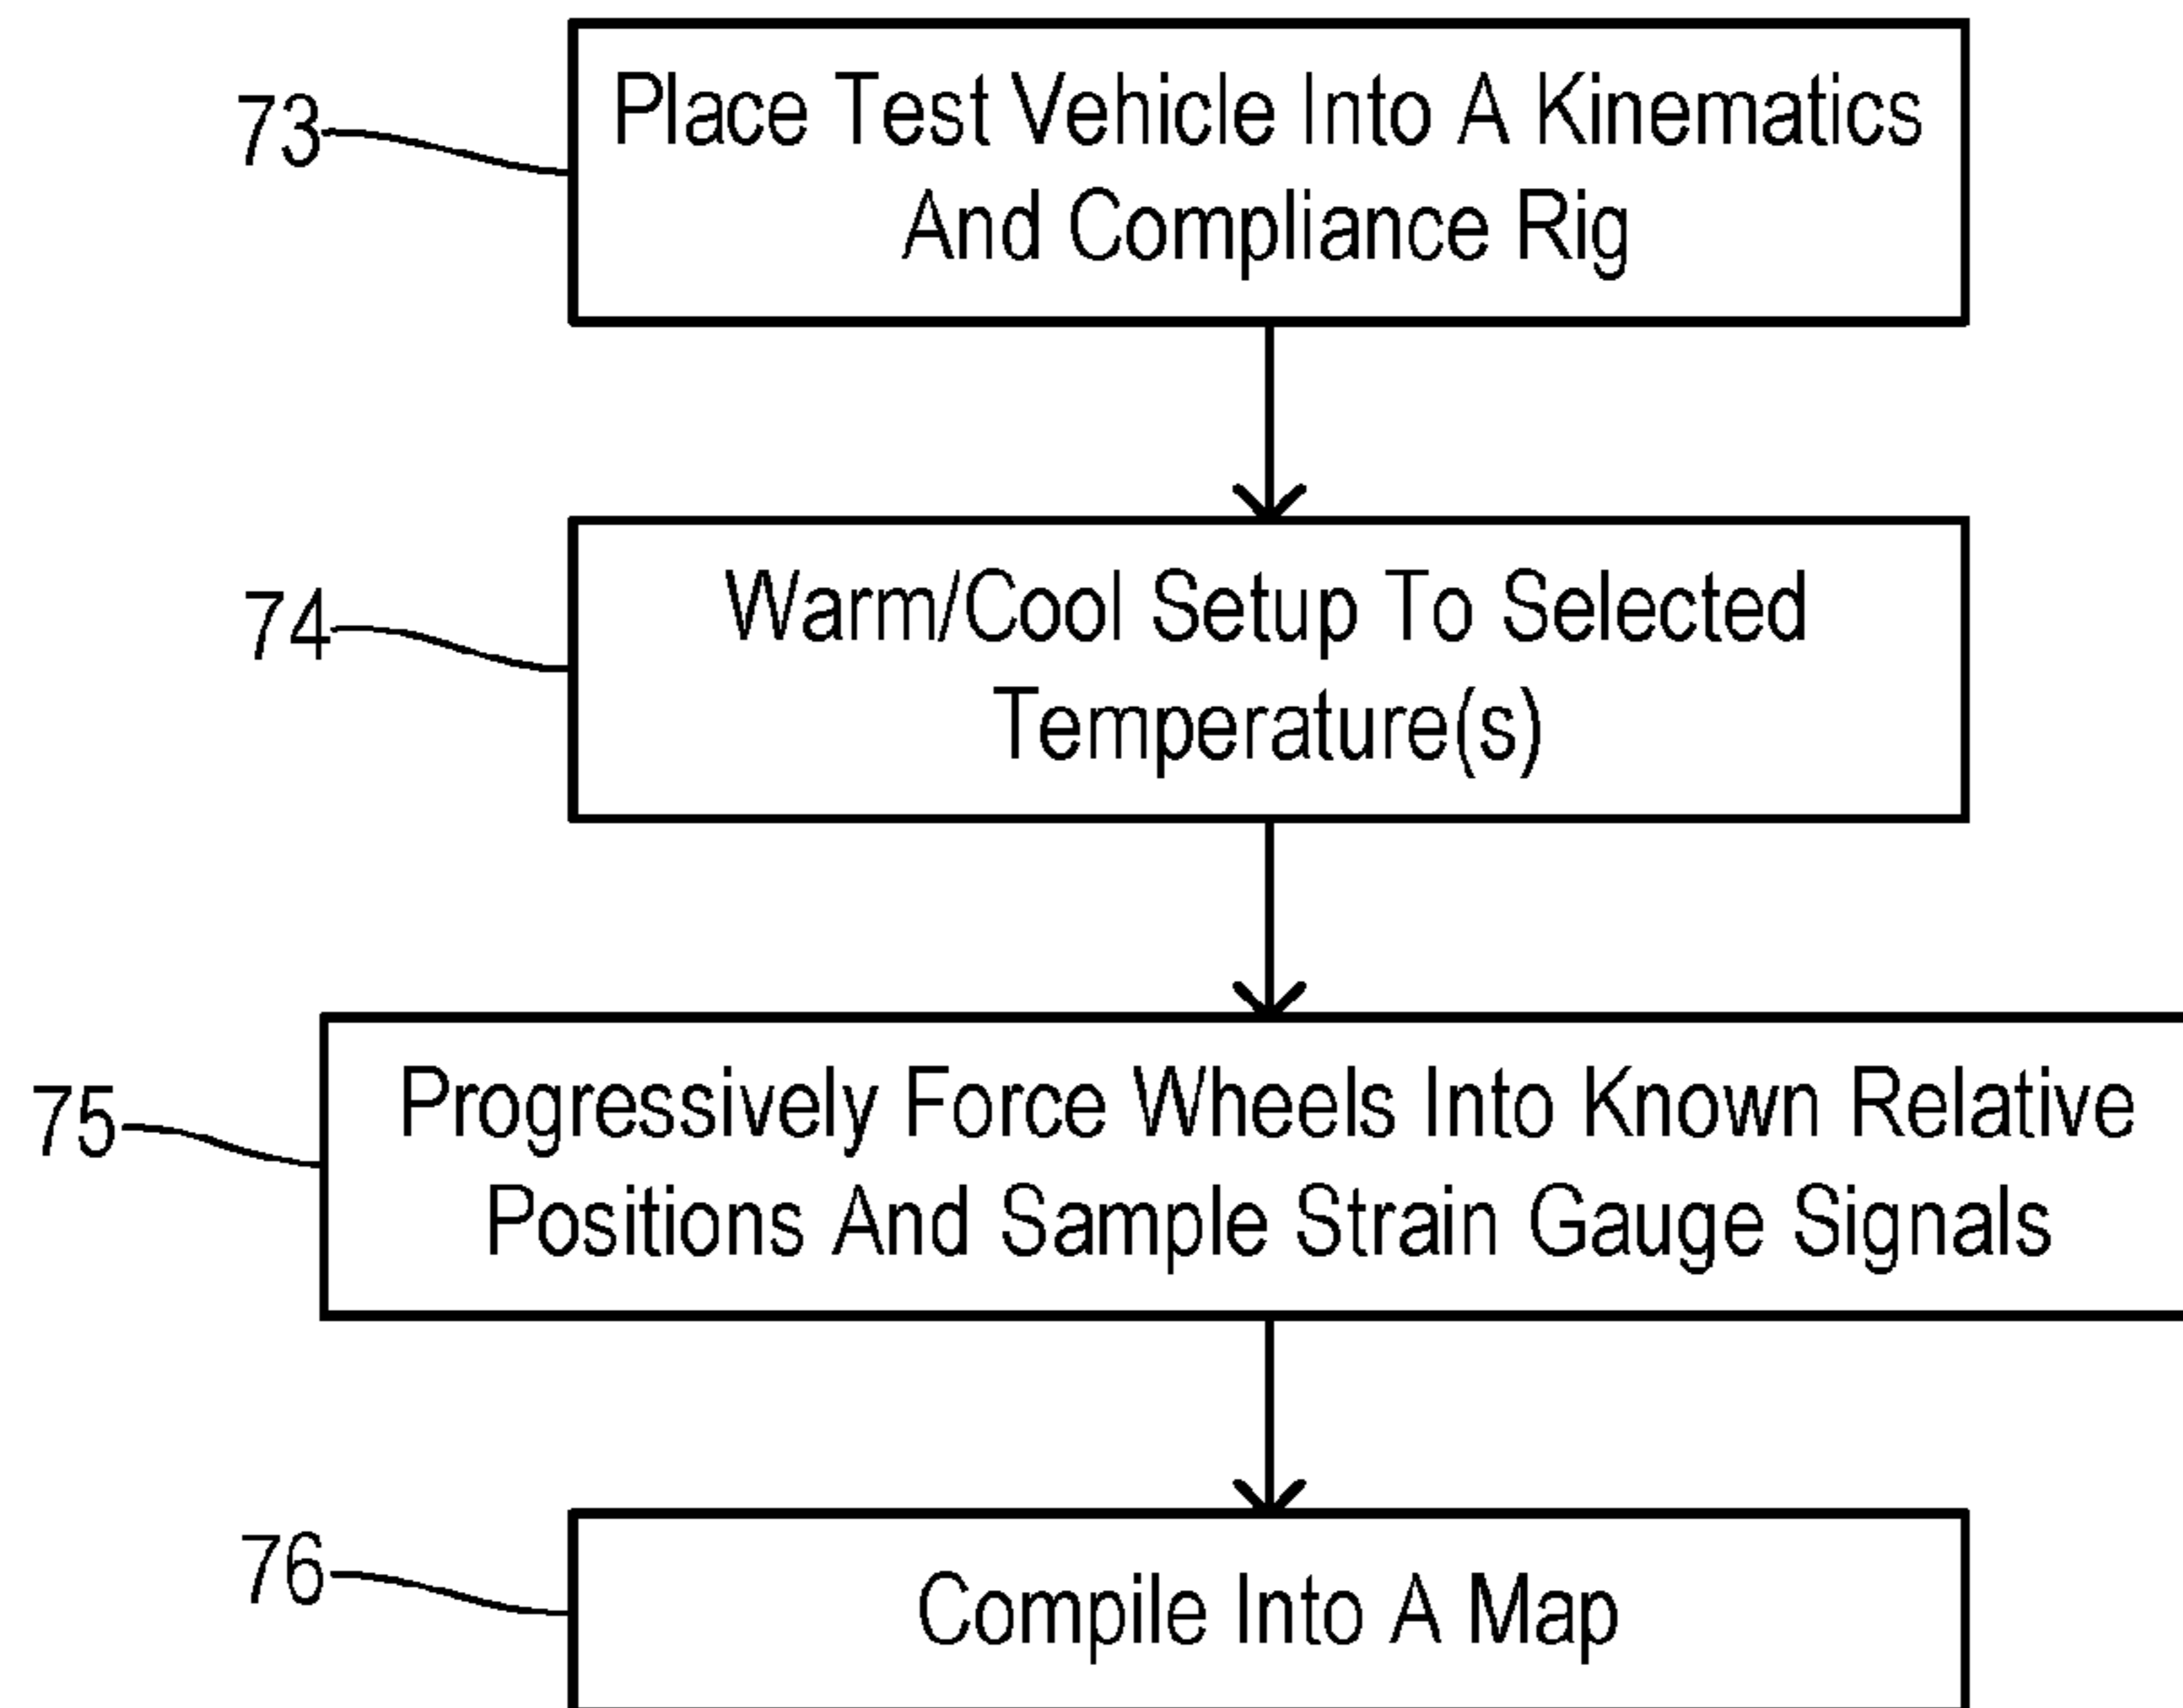 73
Place Test Vehicle Into A Kinematics
And Compliance Rig
74
Warm/Cool Setup To Selected
Temperature(s)
75
Progressively Force Wheels Into Known Relative
Positions And Sample Strain Gauge Signals
76
Compile Into A Map